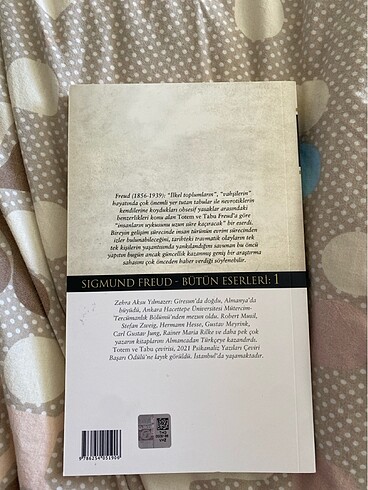 Freud (1856-1939): "İlkel toplumların", "vahşilerin"
hayatında çok önemli yer tutan tabular ile nevrotiklerin
kendilerine koydukları obsesif yasaklar arasındaki
benzerlikleri konu alan Totem ve Tabu Freud'a göre
"insanların uykusunu uzun süre kaçıracak" bir eserdi.
Bireyin gelişim sürecinde insan türünün evrim sürecinden
izler bulunabileceğini, tarihteki travmatik olayların tek
tek kişilerin yaşantısında yankılandığını savunan bu öncü
yapıtın bugün ancak güncellik kazanmış geniş bir araştırma
sahasını çok önceden haber verdiği söylenebilir.
SIGMUND FREUD - BÜTÜN ESERLERİ: 1
Zehra Aksu Yılmazer: Giresun'da doğdu, Almanya'da
büyüdü, Ankara Hacettepe Üniversitesi Mütercim-
Tercümanlık Bölümü'nden mezun oldu. Robert Musil,
Stefan Zweig, Hermann Hesse, Gustav Meyrink,
Carl Gustav Jung, Rainer Maria Rilke ve daha pek çok
yazarın kitaplarını Almancadan Türkçeye kazandırdı.
Totem ve Tabu çevirisi, 2021 Psikanaliz Yazıları Çeviri
Başarı Ödülü'ne layık görüldü. İstanbul'da yaşamaktadır.
9 786254 051906